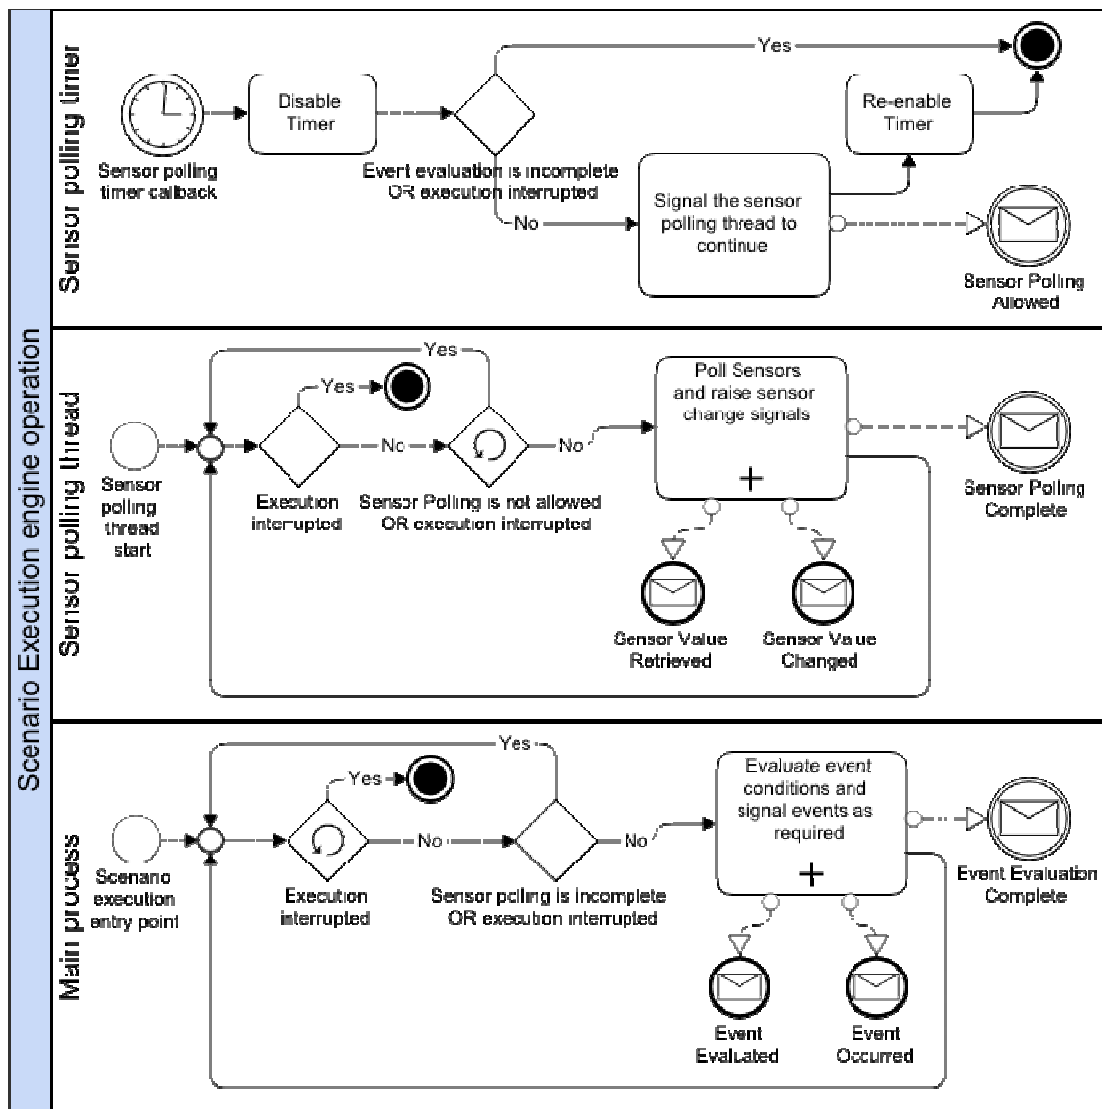 Scenario Execution engine operation
Sensor polling timer
Yes
Disable
Timer
Re-enable
Timer
Sensor polling
timer callback
Event evaluation is incomplete
OR execution interrupted
No
Signal the sensor
polling thread to
continue
Sensor Polling
Allowed
Sensor polling thread
Yes
Yes
Poll Sensors
and raise sensor
change signals
No
No
Sensor
polling
thread
start
Execution
interrupted
Sensor Polling is not allowed
OR execution interrupted
Sensor Polling
Complete
Sensor Value
Retrieved
Sensor Value
Changed
Main process
Yes
Yes
Evaluate event
conditions and
signal events as
required
No
No
Scenario
execution
entry point
Execution
interrupted
Sensor polling is incomplete
OR execution interrupted
Event Evaluation
Complete
Event
Evaluated
Event
Occurred